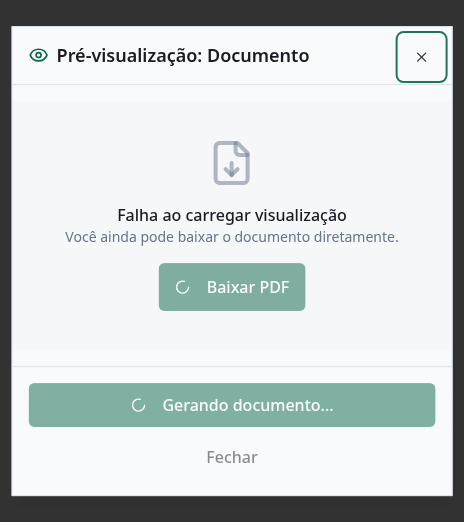 Pré-visualização: Documento
Falha ao carregar visualização
Você ainda pode baixar o documento diretamente.
Baixar PDF
Gerando documento...
Fechar